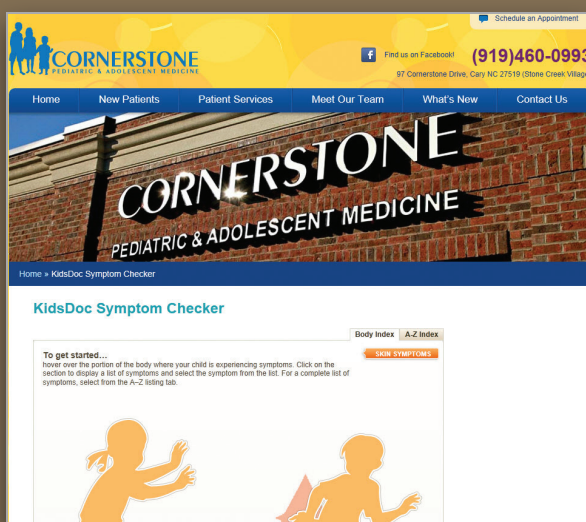 Schedule an Appointment
CORNERSTONE
PEDIATRIC & ADOLESCENT MEDICINE
f
Find us on Facebook!
(919)460-0993
97 Cornerstone Drive, Cary NC 27519 (Stone Creek Village
Home New Patients Patient Services Meet Our Team What's New Contact Us
CORNERSTONE
PEDIATRIC & ADOLESCENT MEDICINE
Home » KidsDoc Symptom Checker
KidsDoc Symptom Checker
Body Index A-Z Index
To get started...
SKIN SYMPTOMS
hover over the portion of the body where your child is experiencing symptoms. Click on the
section to display a list of symptoms and select the symptom from the list. For a complete list of
symptoms, select from the A–Z listing tab.